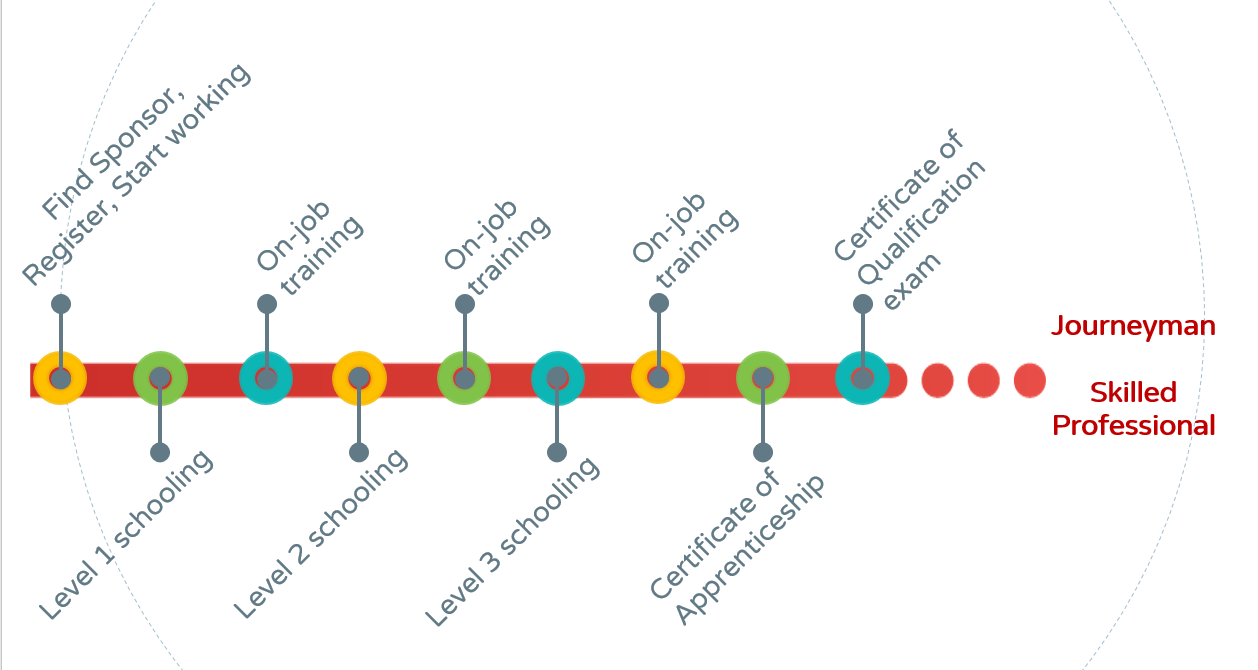 Find Sponsor,
Register, Start working
Level 1 schooling
On-job
training
Level 2 schooling
On-job
training
Level 3 schooling
On-job
training
Certificate of
Apprenticeship
Certificate of
Qualification
exam
Journeyman
Skilled
Professional